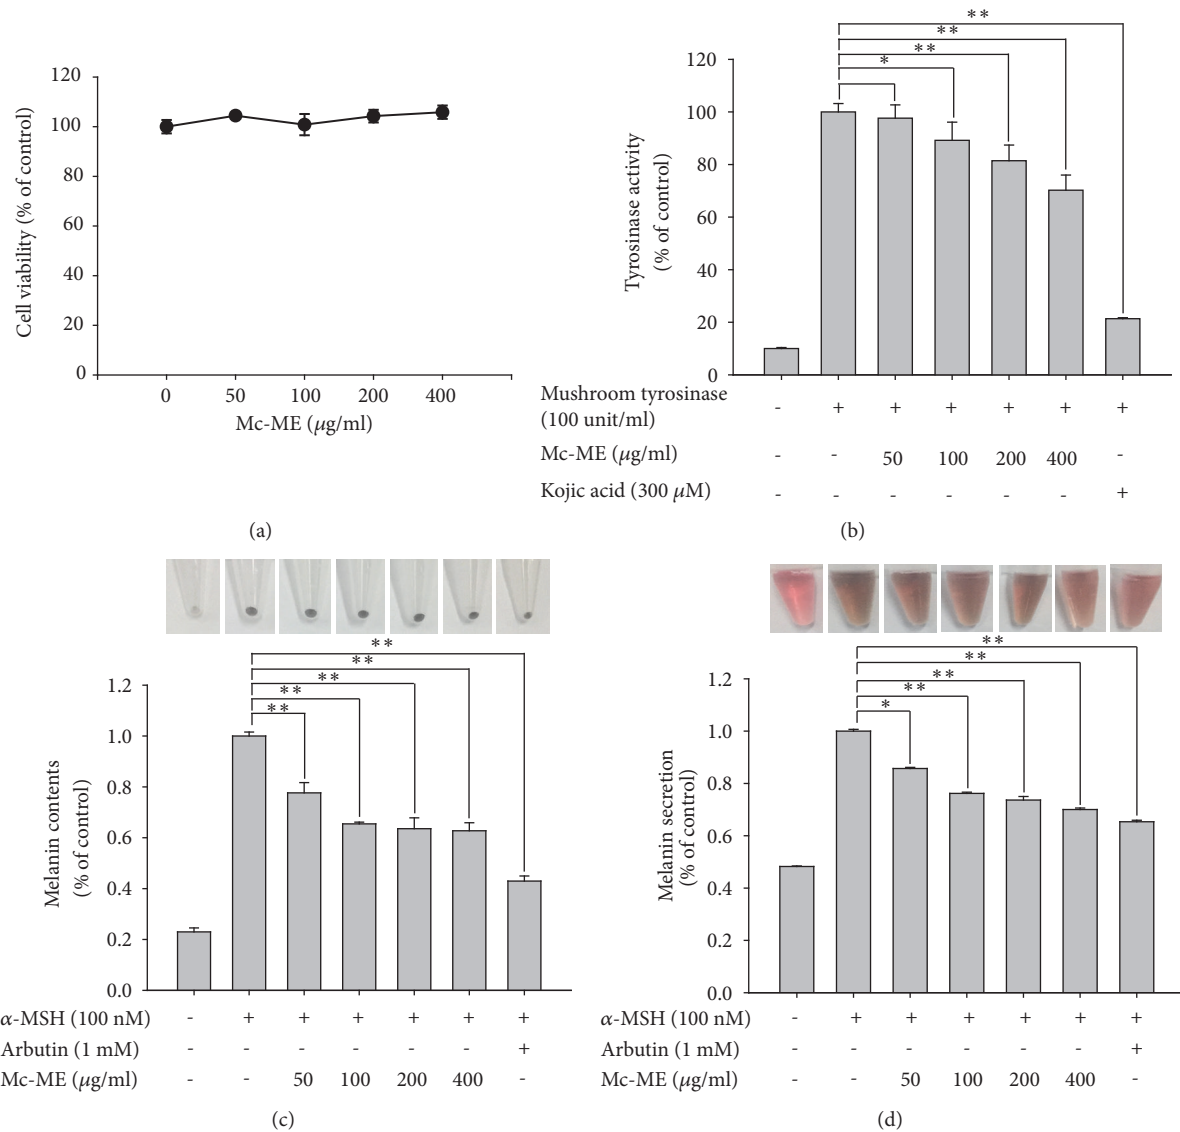 120
100
80
60
40
20
0
Cell viability (% of control)
0 50 100 200 400
Mc-ME (μg/ml)
(a)
** 
**
**
*
120
100
80
60
40
20
0
Tyrosinase activity
(% of control)
Mushroom tyrosinase
(100 unit/ml) - + + + + + +
Mc-ME (μg/ml) - - 50 100 200 400 -
Kojic acid (300 μM) - - - - - - +
(b)
**
**
**
**
**
1.2
1.0
0.8
0.6
0.4
0.2
0.0
Melanin contents
(% of control)
α-MSH (100 nM) - + + + + + +
Arbutin (1 mM) - - - - - - +
Mc-ME (μg/ml) - - 50 100 200 400 -
(c)
**
**
**
**
*
1.2
1.0
0.8
0.6
0.4
0.2
0.0
Melanin secretion
(% of control)
α-MSH (100 nM) - + + + + + +
Arbutin (1 mM) - - - - - - +
Mc-ME (μg/ml) - - 50 100 200 400 -
(d)